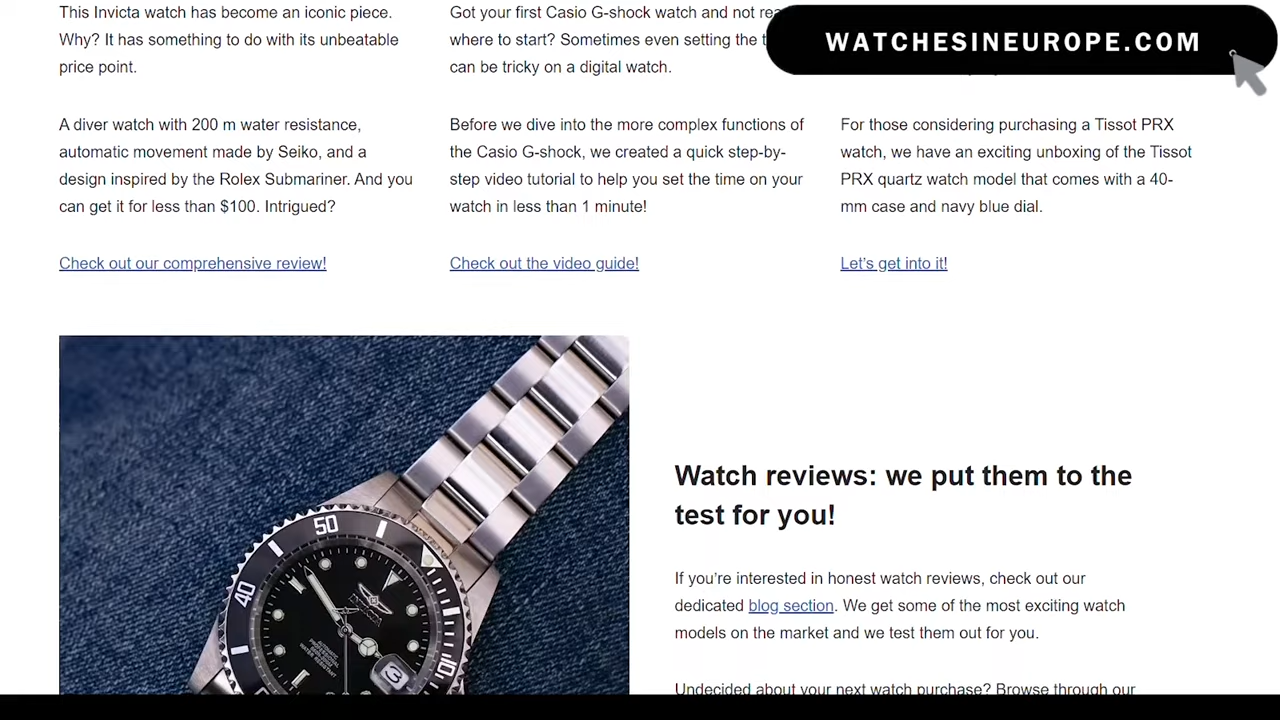 WATCHESINEUROPE.COM
This Invicta watch has become an iconic piece.
Why? It has something to do with its unbeatable
price point.
A diver watch with 200 m water resistance,
automatic movement made by Seiko, and a
design inspired by the Rolex Submariner. And you
can get it for less than $100. Intrigued?
Check out our comprehensive review!
Got your first Casio G-shock watch and not
where to start? Sometimes even setting the
can be tricky on a digital watch.
Before we dive into the more complex functions of
the Casio G-shock, we created a quick step-by-
step video tutorial to help you set the time on your
watch in less than 1 minute!
Check out the video guide!
For those considering purchasing a Tissot PRX
watch, we have an exciting unboxing of the Tissot
PRX quartz watch model that comes with a 40-
mm case and navy blue dial.
Let's get into it!
50
40
10
3
Watch reviews: we put them to the
test for you!
If you're interested in honest watch reviews, check out our
dedicated blog section. We get some of the most exciting watch
models on the market and we test them out for you.
Undecided about your next watch purchase? Browse through our